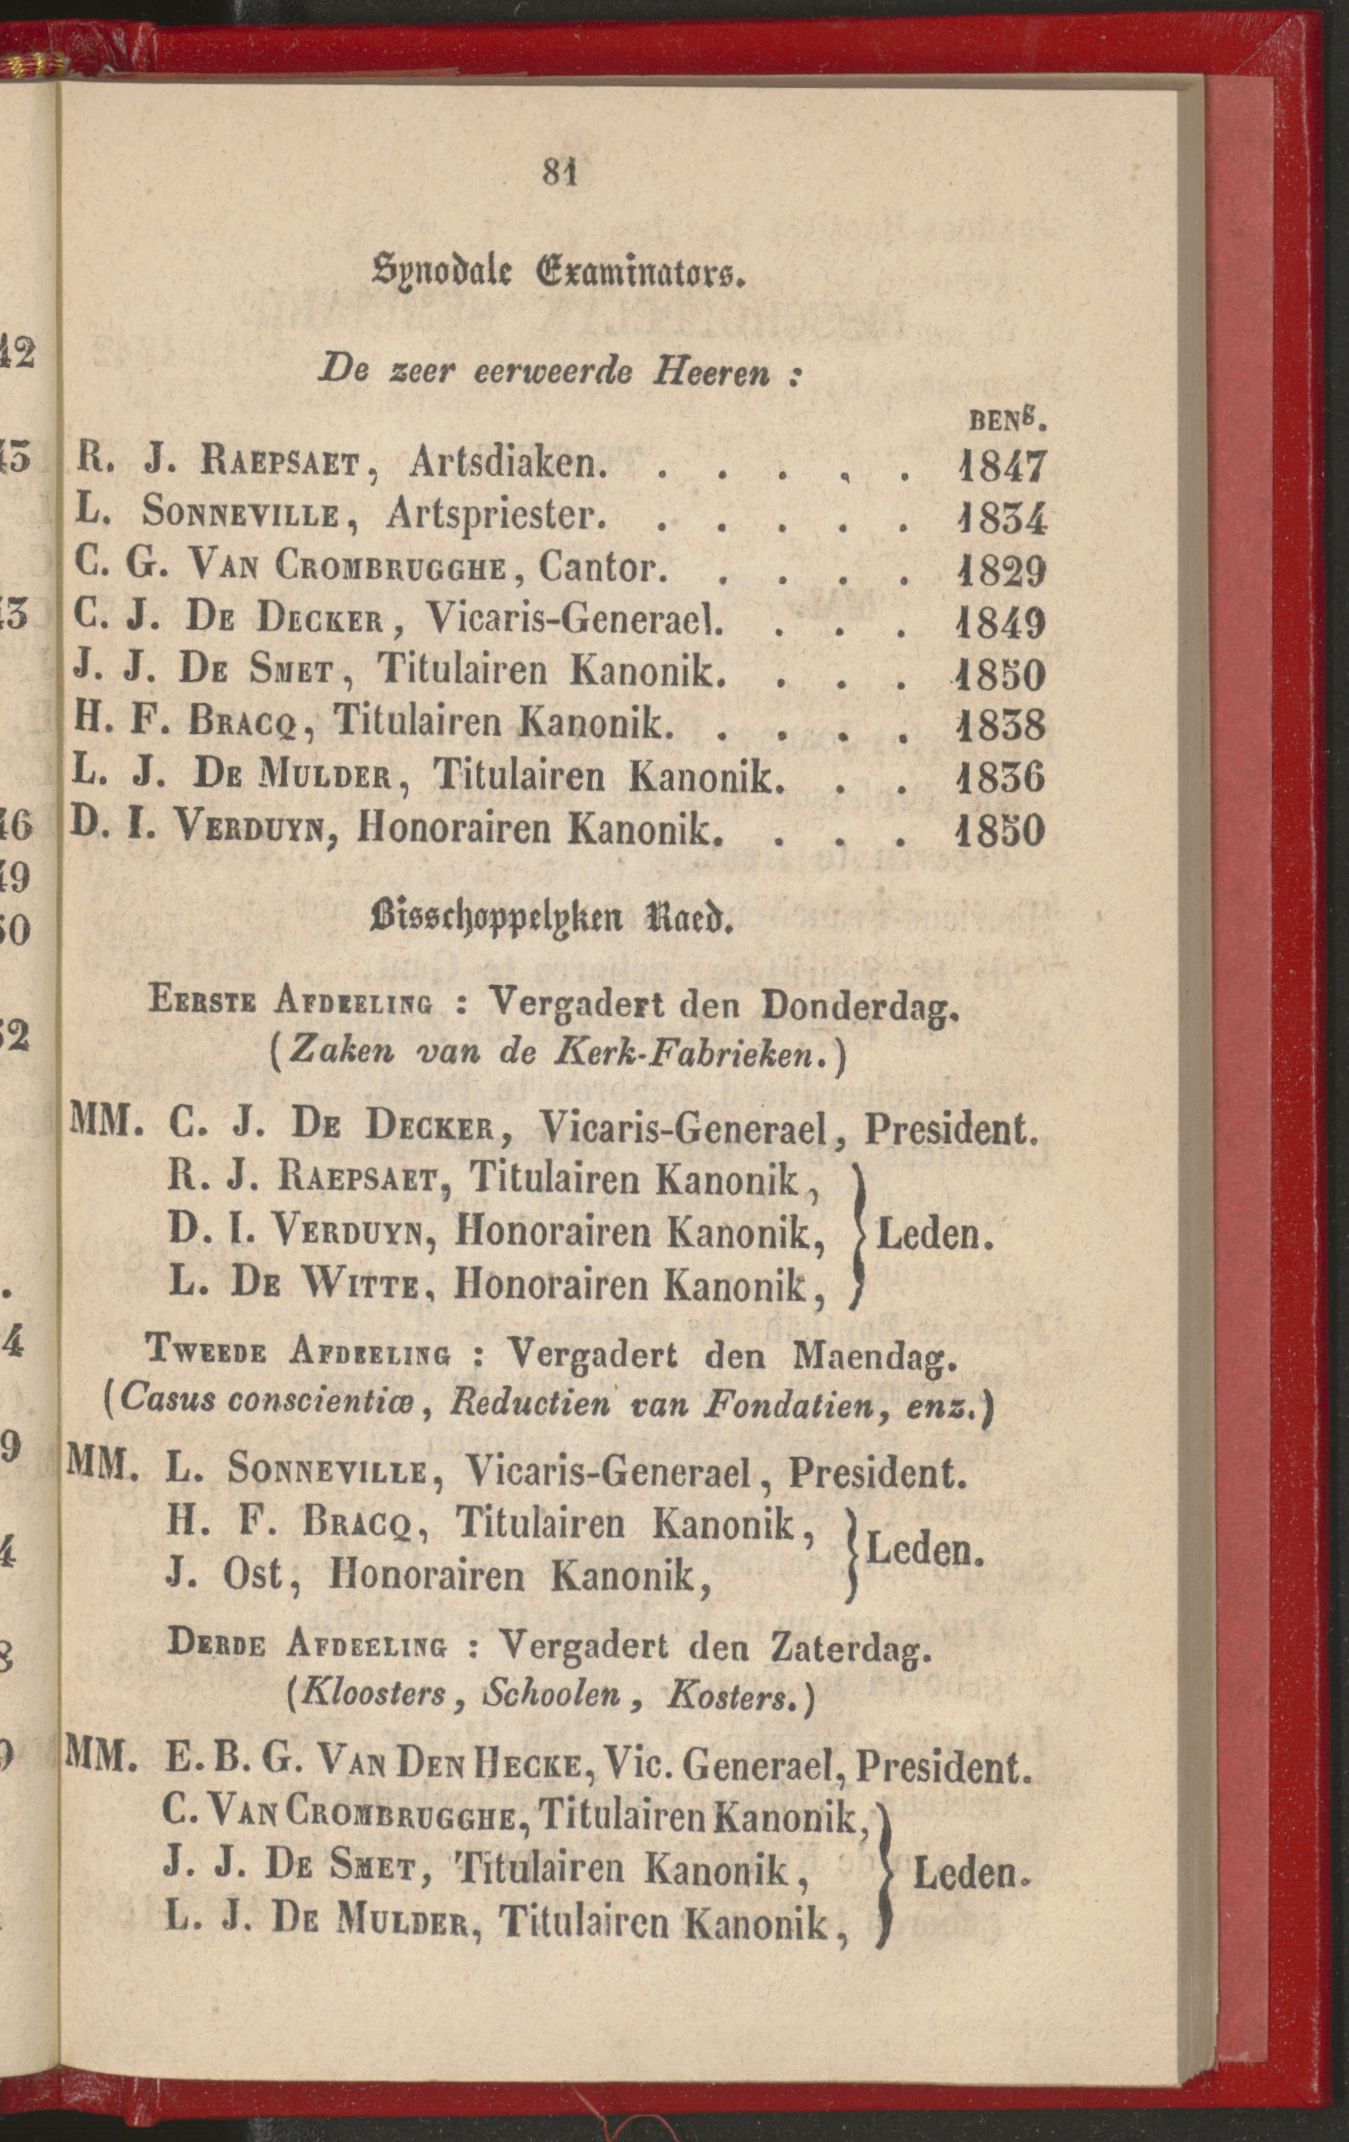 81
Synodale Examinators.
De zeer eerweerde Heeren :
BENg.
R. J. RAEPSAET, Artsdiaken. . . . . . 1847
L. SONNEVILLE, Artspriester. . . . . . 1834
C. G. VAN CROMBRUGGHE, Cantor. . . . . 1829
C. J. DE DECKER, Vicaris-Generael. . . . 1849
J. J. DE SMET, Titulairen Kanonik. . . . 1850
H. F. BRACQ, Titulairen Kanonik. . . . . 1838
L. J. DE MULDER, Titulairen Kanonik. . . 1836
D. I. VERDUYN, Honorairen Kanonik. . . . 1850
Bisschoppelyken Raed.
EERSTE AFDEELING : Vergadert den Donderdag.
(Zaken van de Kerk-Fabrieken.)
MM. C. J. DE DECKER, Vicaris-Generael, President.
R. J. RAEPSAET, Titulairen Kanonik,
D. I. VERDUYN, Honorairen Kanonik, } Leden.
L. DE WITTE, Honorairen Kanonik,
TWEEDE AFDEELING : Vergadert den Maendag.
(Casus conscientiæ, Reductien van Fondatien, enz.)
MM. L. SONNEVILLE, Vicaris-Generael, President.
H. F. BRACQ, Titulairen Kanonik, } Leden.
J. Ost, Honorairen Kanonik,
DERDE AFDEELING : Vergadert den Zaterdag.
(Kloosters, Schoolen, Kosters.)
MM. E. B. G. VAN DEN HECKE, Vic. Generael, President.
C. VAN CROMBRUGGHE, Titulairen Kanonik,
J. J. DE SMET, Titulairen Kanonik, } Leden.
L. J. DE MULDER, Titulairen Kanonik,